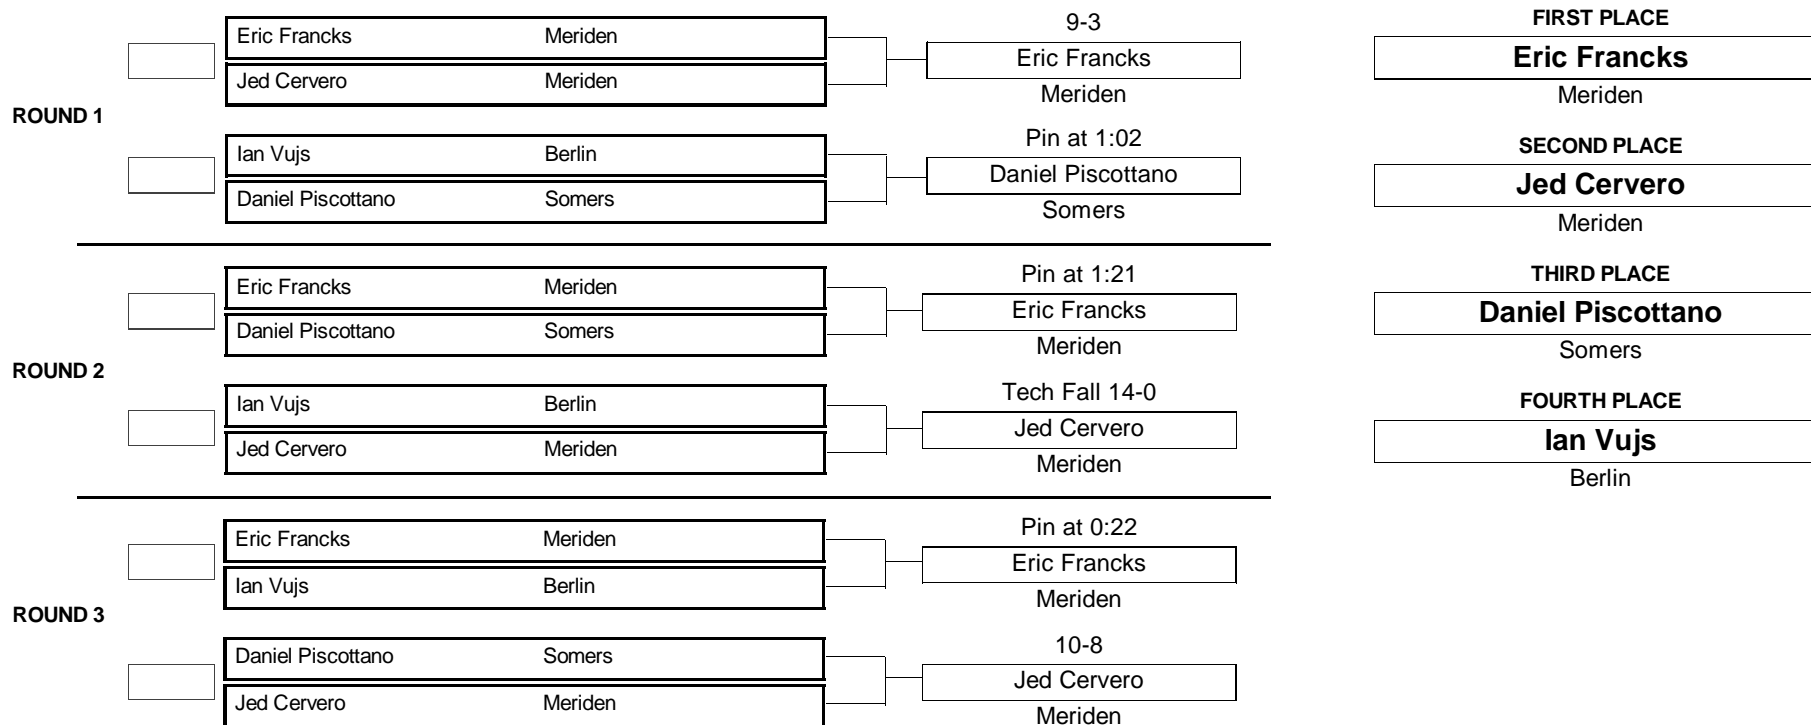 9-3
Eric Francks Meriden
Eric Francks
Jed Cervero Meriden
Meriden
ROUND 1
Pin at 1:02
Ian Vujs Berlin
Daniel Piscottano
Daniel Piscottano Somers
Somers
Pin at 1:21
Eric Francks Meriden
Eric Francks
Daniel Piscottano Somers
Meriden
ROUND 2
Tech Fall 14-0
Ian Vujs Berlin
Jed Cervero
Jed Cervero Meriden
Meriden
Pin at 0:22
Eric Francks Meriden
Eric Francks
Ian Vujs Berlin
Meriden
ROUND 3
10-8
Daniel Piscottano Somers
Jed Cervero
Jed Cervero Meriden
Meriden
FIRST PLACE
Eric Francks
Meriden
SECOND PLACE
Jed Cervero
Meriden
THIRD PLACE
Daniel Piscottano
Somers
FOURTH PLACE
Ian Vujs
Berlin